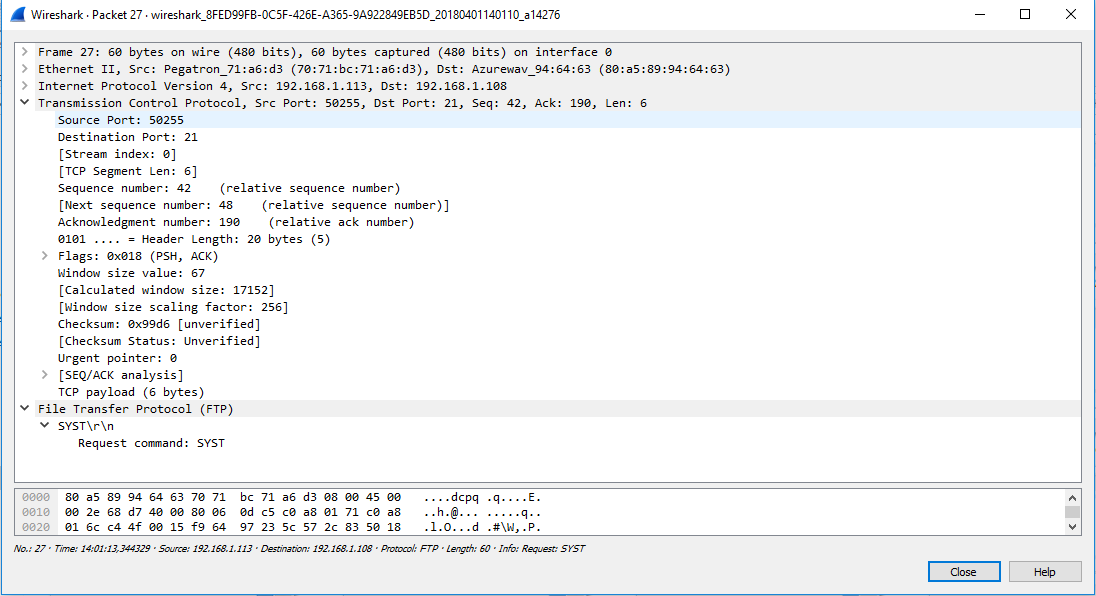 Wireshark · Packet 27 · wireshark_8FED99FB-0C5F-426E-A365-9A922849EB5D_20180401140110_a14276
Frame 27: 60 bytes on wire (480 bits), 60 bytes captured (480 bits) on interface 0
Ethernet II, Src: Pegatron_71:a6:d3 (70:71:bc:71:a6:d3), Dst: Azurewav_94:64:63 (80:a5:89:94:64:63)
Internet Protocol Version 4, Src: 192.168.1.113, Dst: 192.168.1.108
Transmission Control Protocol, Src Port: 50255, Dst Port: 21, Seq: 42, Ack: 190, Len: 6
Source Port: 50255
Destination Port: 21
[Stream index: 0]
[TCP Segment Len: 6]
Sequence number: 42    (relative sequence number)
[Next sequence number: 48    (relative sequence number)]
Acknowledgment number: 190    (relative ack number)
0101 .... = Header Length: 20 bytes (5)
Flags: 0x018 (PSH, ACK)
Window size value: 67
[Calculated window size: 17152]
[Window size scaling factor: 256]
Checksum: 0x99d6 [unverified]
[Checksum Status: Unverified]
Urgent pointer: 0
[SEQ/ACK analysis]
TCP payload (6 bytes)
File Transfer Protocol (FTP)
SYST\r\n
Request command: SYST
0000  80 a5 89 94 64 63 70 71  bc 71 a6 d3 08 00 45 00   ....dcpq .q....E.
0010  00 2e 68 d7 40 00 80 06  0d c5 c0 a8 01 71 c0 a8   ..h.@... .....q..
0020  01 6c c4 4f 00 15 f9 64  97 23 5c 57 2c 83 50 18   .l.O...d .#\W,.P.
No.: 27 · Time: 14:01:13,344329 · Source: 192.168.1.113 · Destination: 192.168.1.108 · Protocol: FTP · Length: 60 · Info: Request: SYST
Close Help